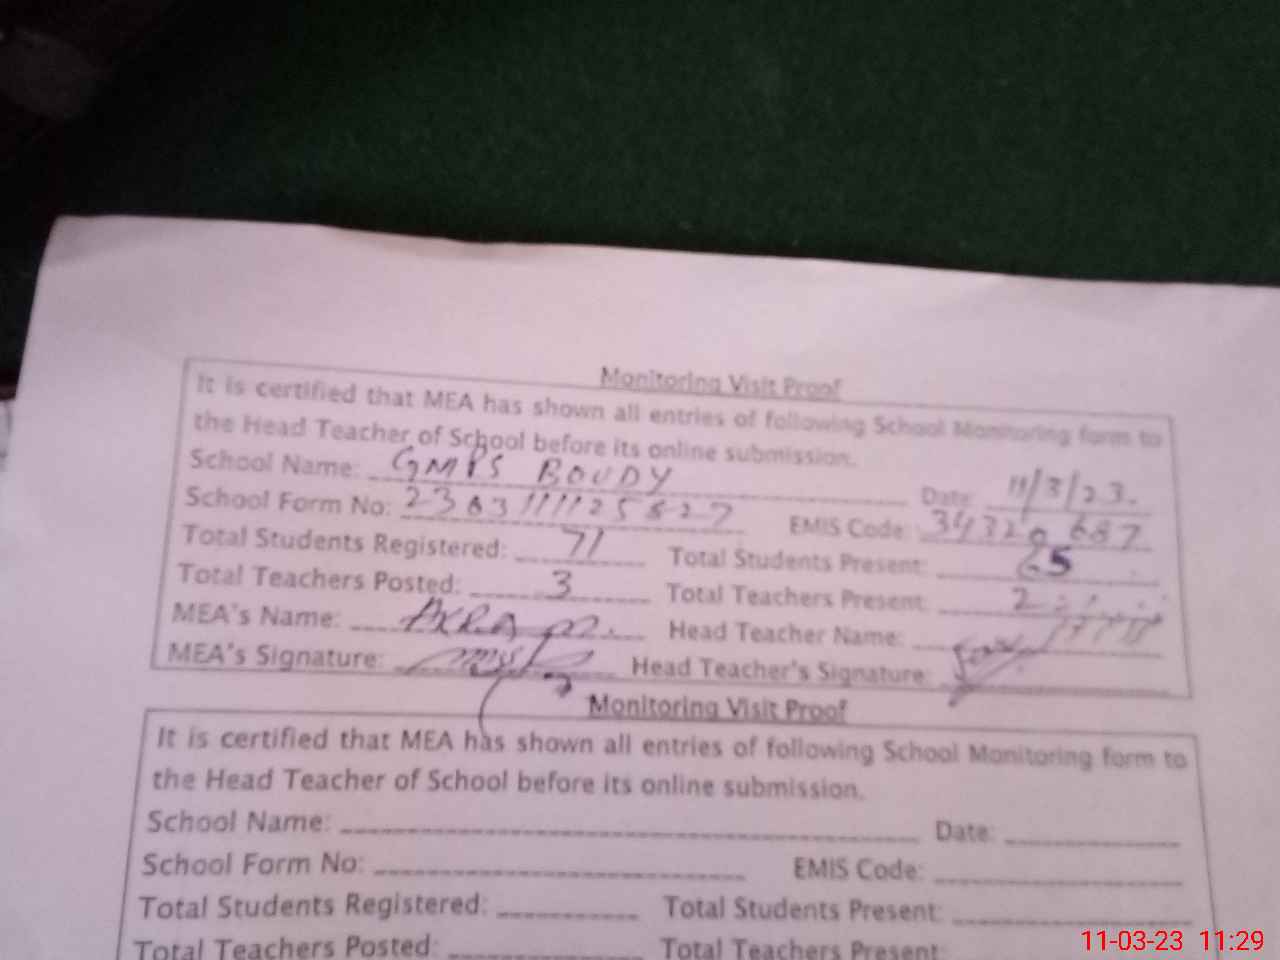 Monitoring Visit Proof
It is certified that MEA has shown all entries of following School Monitoring form to
the Head Teacher of School before its online submission.
School Name: GMPS BOUDY Date: 11/3/23.
School Form No: EMIS Code: 34320687
Total Students Registered: 71 Total Students Present: 65
Total Teachers Posted: 3 Total Teachers Present: 2
MEA's Name: Head Teacher Name:
MEA's Signature: Head Teacher's Signature:
Monitoring Visit Proof
It is certified that MEA has shown all entries of following School Monitoring form to
the Head Teacher of School before its online submission.
School Name: Date:
School Form No: EMIS Code:
Total Students Registered: Total Students Present:
Total Teachers Posted: Total Teachers Present:
11-03-23 11:29